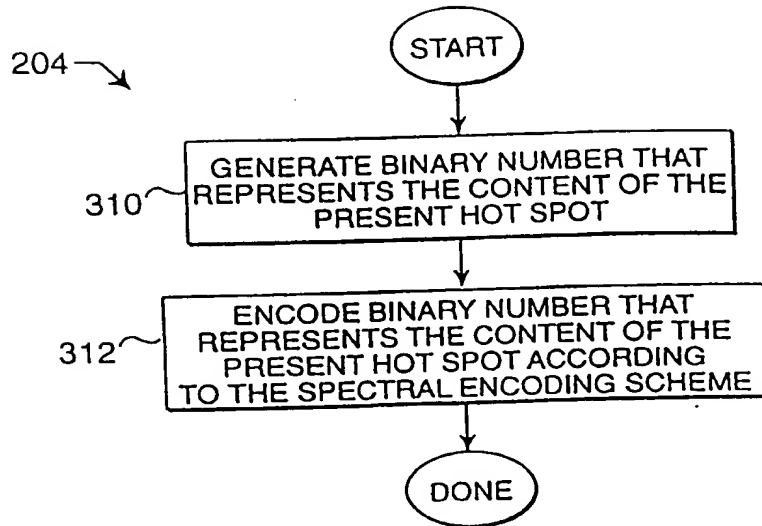 START
204
GENERATE BINARY NUMBER THAT
REPRESENTS THE CONTENT OF THE
PRESENT HOT SPOT.
310
ENCODE BINARY NUMBER THAT
REPRESENTS THE CONTENT OF THE
PRESENT HOT SPOT ACCORDING
TO THE SPECTRAL ENCODING SCHEME
312
DONE